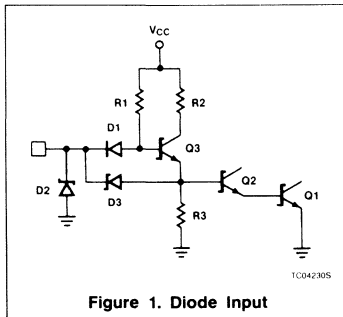 VCC
R1
R2
D1
Q3
D2
D3
Q2
Q1
R3
TC04230S
Figure 1. Diode Input